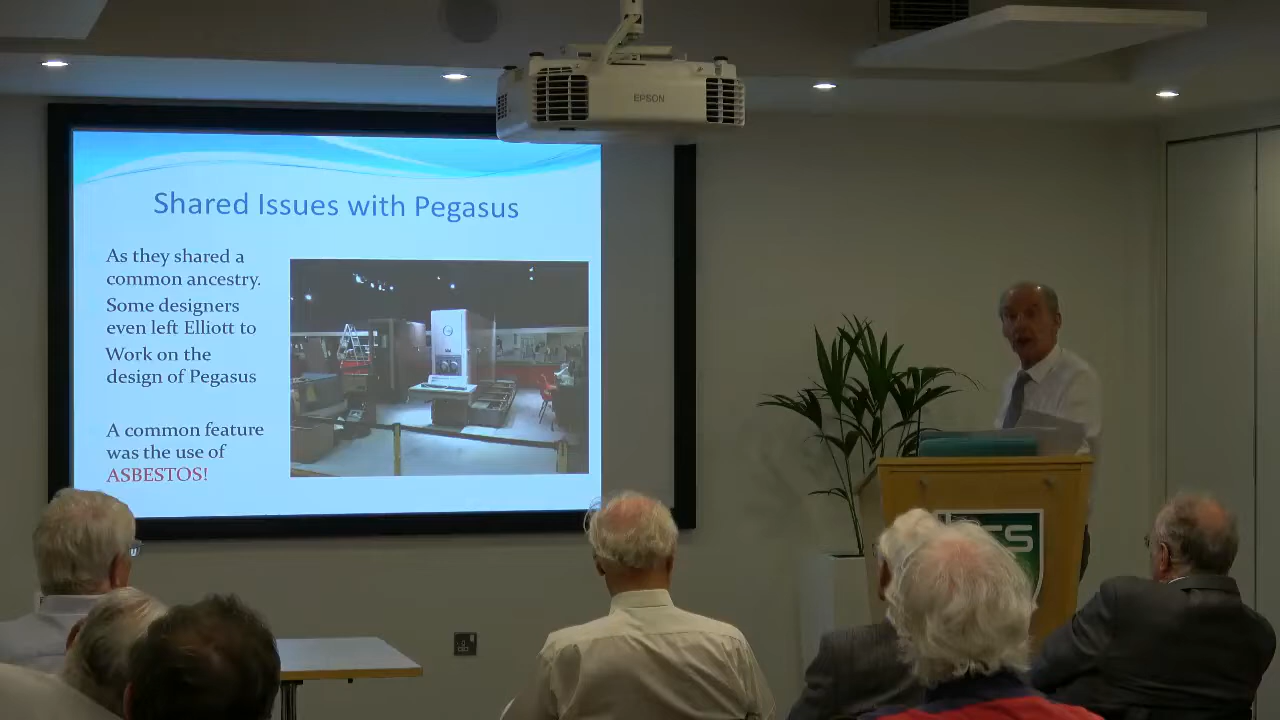 EPSON
Shared Issues with Pegasus
As they shared a
common ancestry.
Some designers
even left Elliott to
Work on the
design of Pegasus
A common feature
was the use of
ASBESTOS!